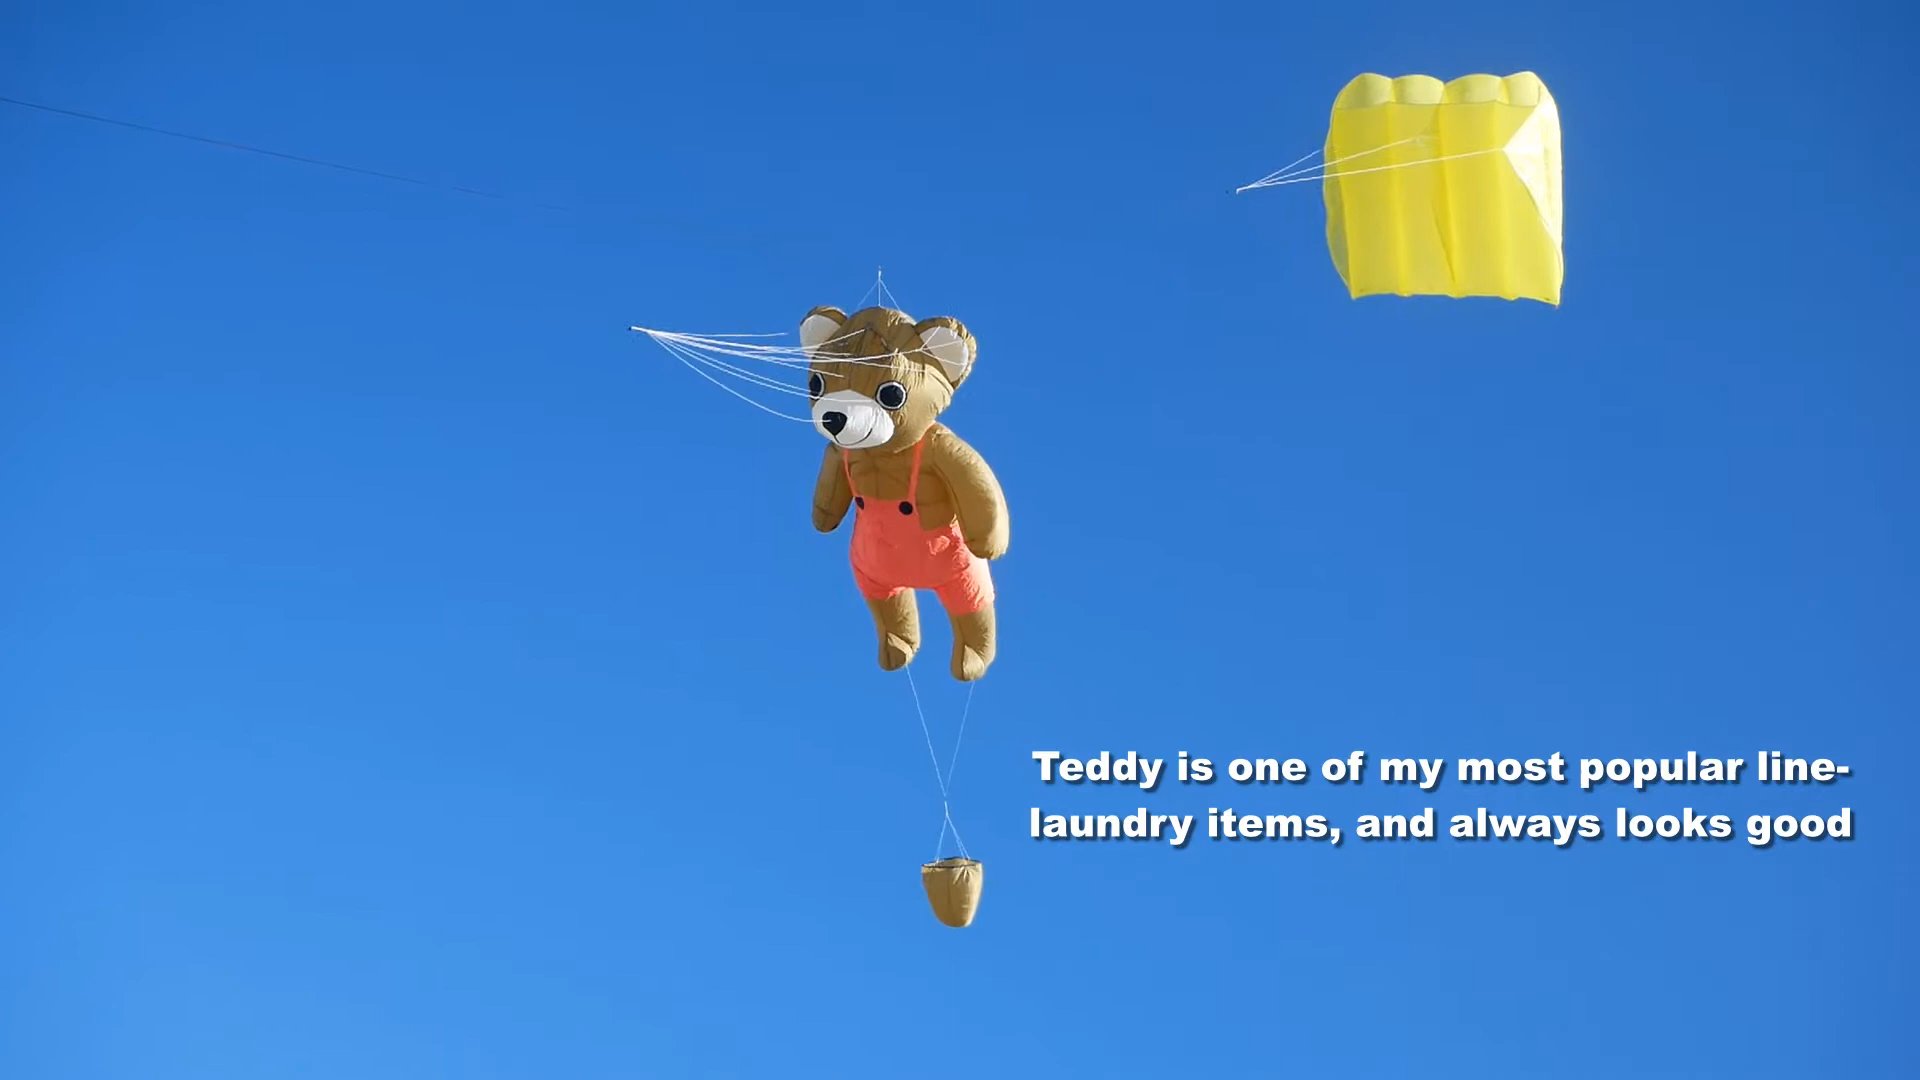 Teddy is one of my most popular line-
laundry items, and always looks good